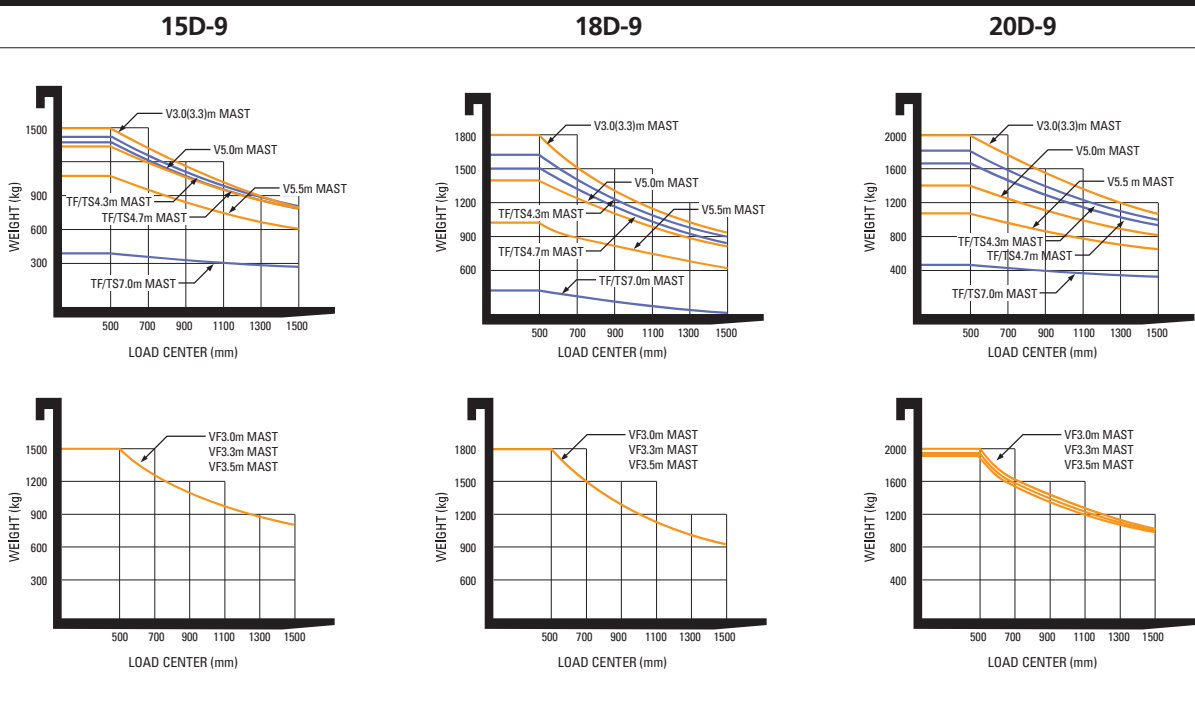 15D-9
18D-9
20D-9
WEIGHT (kg)
1500
900
600
300
V3.0(3.3)m MAST
V5.0m MAST
V5.5m MAST
TF/TS4.3m MAST
TF/TS4.7m MAST
TF/TS7.0m MAST
500 700 900 1100 1300 1500
LOAD CENTER (mm)
WEIGHT (kg)
1800
1500
1200
900
600
V3.0(3.3)m MAST
V5.0m MAST
V5.5m MAST
TF/TS4.3m MAST
TF/TS4.7m MAST
TF/TS7.0m MAST
500 700 900 1100 1300 1500
LOAD CENTER (mm)
WEIGHT (kg)
2000
1600
1200
800
400
V3.0(3.3)m MAST
V5.0m MAST
V5.5 m MAST
TF/TS4.3m MAST
TF/TS4.7m MAST
TF/TS7.0m MAST
500 700 900 1100 1300 1500
LOAD CENTER (mm)
WEIGHT (kg)
1500
1200
900
600
300
VF3.0m MAST
VF3.3m MAST
VF3.5m MAST
500 700 900 1100 1300 1500
LOAD CENTER (mm)
WEIGHT (kg)
1800
1500
1200
900
600
VF3.0m MAST
VF3.3m MAST
VF3.5m MAST
500 700 900 1100 1300 1500
LOAD CENTER (mm)
WEIGHT (kg)
2000
1600
1200
800
400
VF3.0m MAST
VF3.3m MAST
VF3.5m MAST
500 700 900 1100 1300 1500
LOAD CENTER (mm)